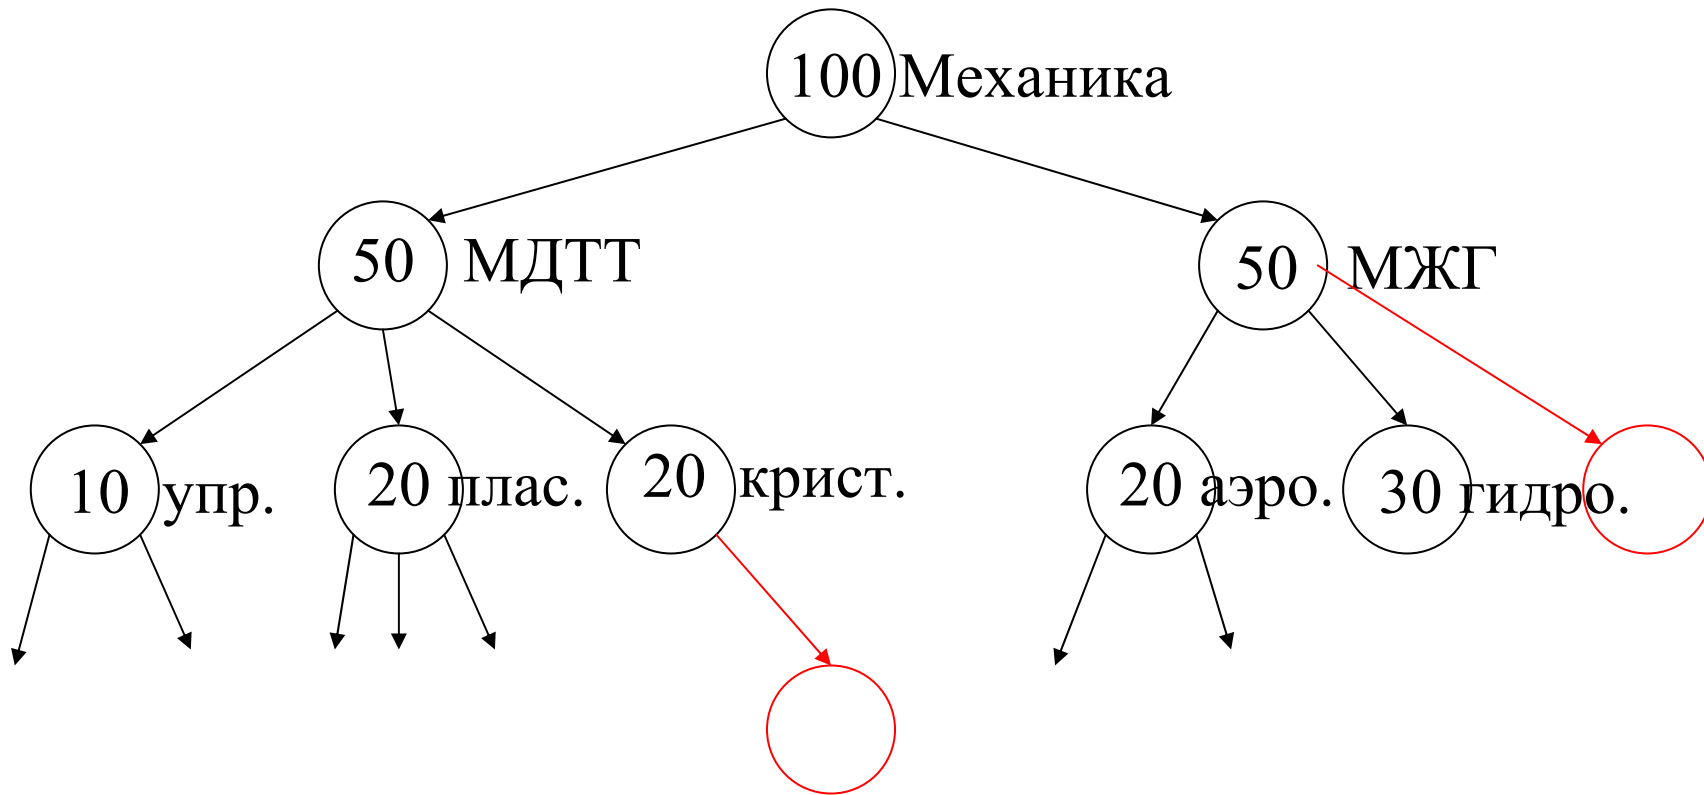 100 Механика
50 МДТТ
50 МЖГ
10 упр.
20 плас.
20 крист.
20 аэро.
30 гидро.